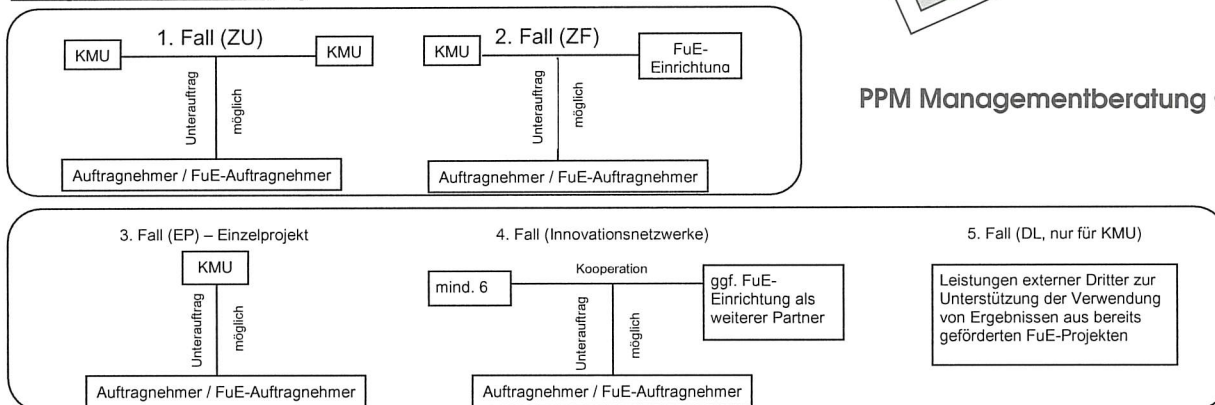 1. Fall (ZU)
KMU
KMU
Unterauftrag
möglich
Auftragnehmer / FuE-Auftragnehmer
2. Fall (ZF)
KMU
FuE-
Einrichtung
Unterauftrag
möglich
Auftragnehmer / FuE-Auftragnehmer
PPM Managementberatung
3. Fall (EP) – Einzelprojekt
KMU
Unterauftrag
möglich
Auftragnehmer / FuE-Auftragnehmer
4. Fall (Innovationsnetzwerke)
mind. 6
Kooperation
ggf. FuE-
Einrichtung als
weiterer Partner
Unterauftrag
möglich
Auftragnehmer / FuE-Auftragnehmer
5. Fall (DL, nur für KMU)
Leistungen externer Dritter zur
Unterstützung der Verwendung
von Ergebnissen aus bereits
geförderten FuE-Projekten